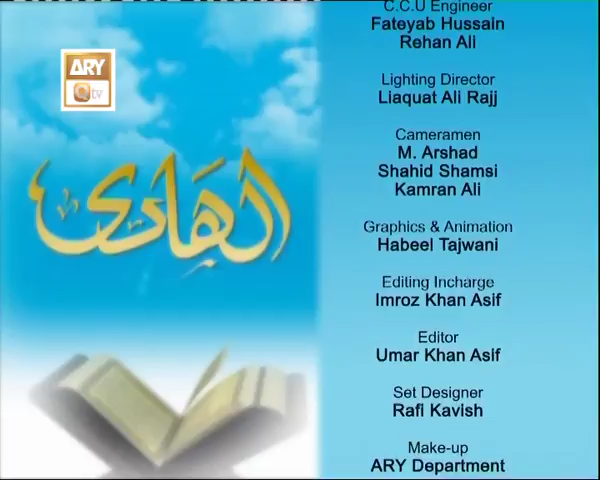 ARY
Qtv
الهادی
C.C.U Engineer
Fateyab Hussain
Rehan Ali
Lighting Director
Liaquat Ali Rajj
Cameramen
M. Arshad
Shahid Shamsi
Kamran Ali
Graphics & Animation
Habeel Tajwani
Editing Incharge
Imroz Khan Asif
Editor
Umar Khan Asif
Set Designer
Rafi Kavish
Make-up
ARY Department